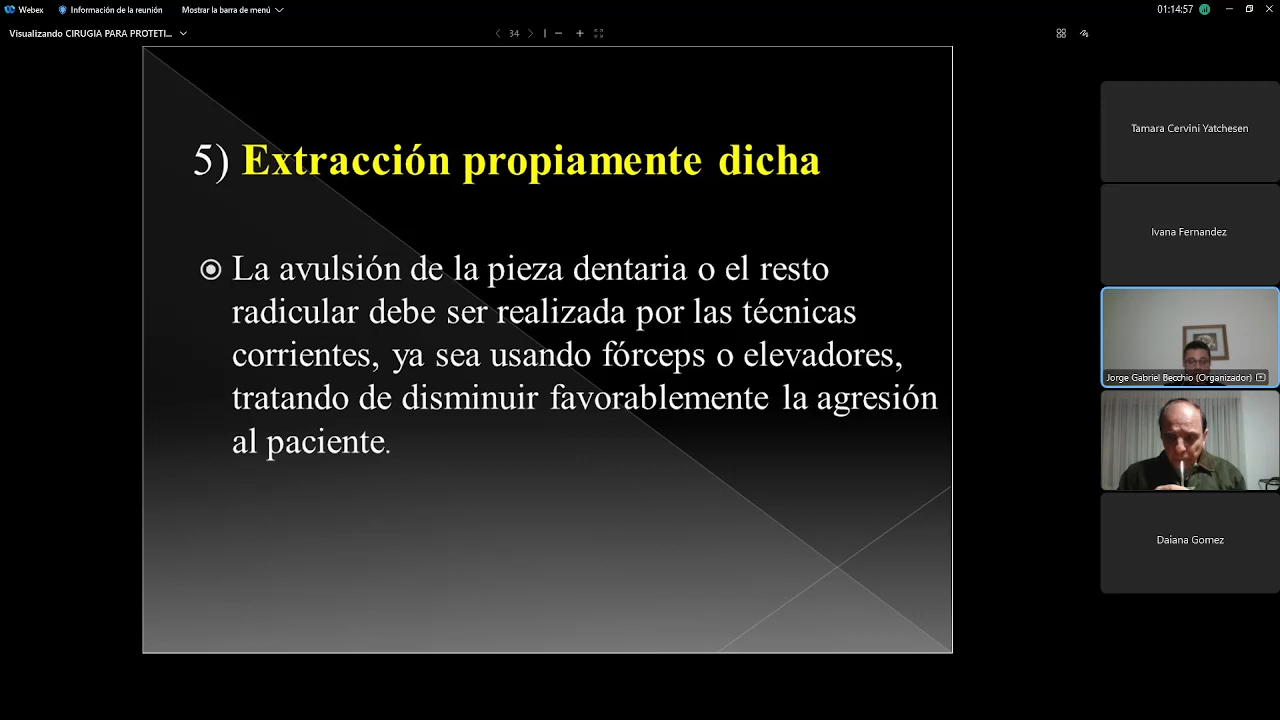 Webex
Información de la reunión
Mostrar la barra de menú
01:14:57
Visualizando CIRUGIA PARA PROTETI...
34
5) Extracción propiamente dicha
La avulsión de la pieza dentaria o el resto
radicular debe ser realizada por las técnicas
corrientes, ya sea usando fórceps o elevadores,
tratando de disminuir favorablemente la agresión
al paciente.
Tamara Cervini Yatchesen
Ivana Fernandez
Jorge Gabriel Becchio (Organizador)
Daiana Gomez